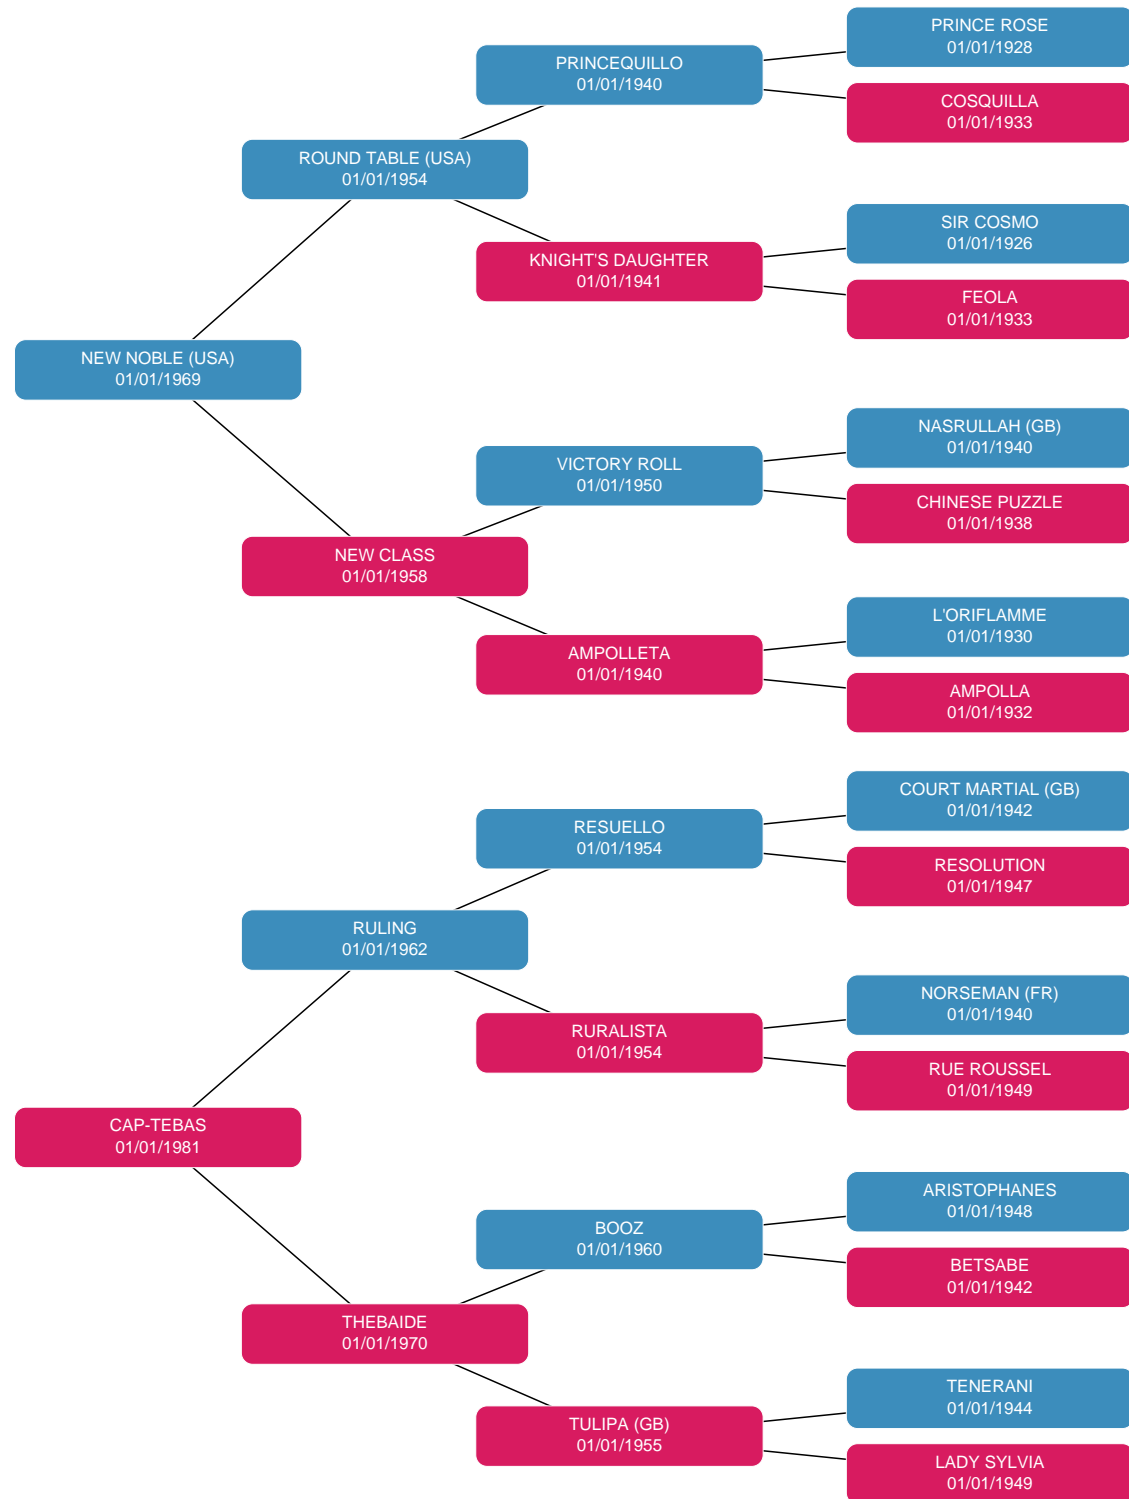 PRINCE ROSE
01/01/1928
PRINCEQUILLO
01/01/1940
COSQUILLA
01/01/1933
ROUND TABLE (USA)
01/01/1954
SIR COSMO
01/01/1926
KNIGHT'S DAUGHTER
01/01/1941
FEOLA
01/01/1933
NEW NOBLE (USA)
01/01/1969
NASRULLAH (GB)
01/01/1940
VICTORY ROLL
01/01/1950
CHINESE PUZZLE
01/01/1938
NEW CLASS
01/01/1958
L'ORIFLAMME
01/01/1930
AMPOLLETA
01/01/1940
AMPOLLA
01/01/1932
COURT MARTIAL (GB)
01/01/1942
RESUELLO
01/01/1954
RESOLUTION
01/01/1947
RULING
01/01/1962
NORSEMAN (FR)
01/01/1940
RURALISTA
01/01/1954
RUE ROUSSEL
01/01/1949
CAP-TEBAS
01/01/1981
ARISTOPHANES
01/01/1948
BOOZ
01/01/1960
BETSABE
01/01/1942
THEBAIDE
01/01/1970
TENERANI
01/01/1944
TULIPA (GB)
01/01/1955
LADY SYLVIA
01/01/1949